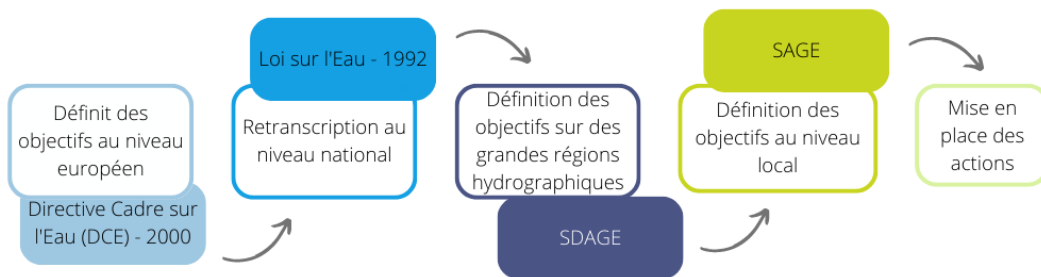 Définit des
objectifs au niveau
européen
Directive Cadre sur
l'Eau (DCE) - 2000
Loi sur l'Eau - 1992
Retranscription au
niveau national
Définition des
objectifs sur des
grandes régions
hydrographiques
SDAGE
SAGE
Définition des
objectifs au niveau
local
Mise en
place des
actions